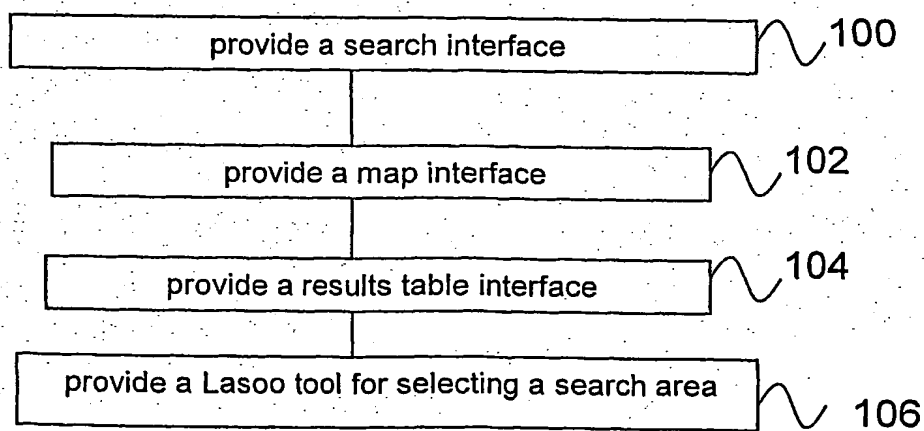 provide a search interface 100
provide a map interface 102
provide a results table interface 104
provide a Lasoo tool for selecting a search area 106